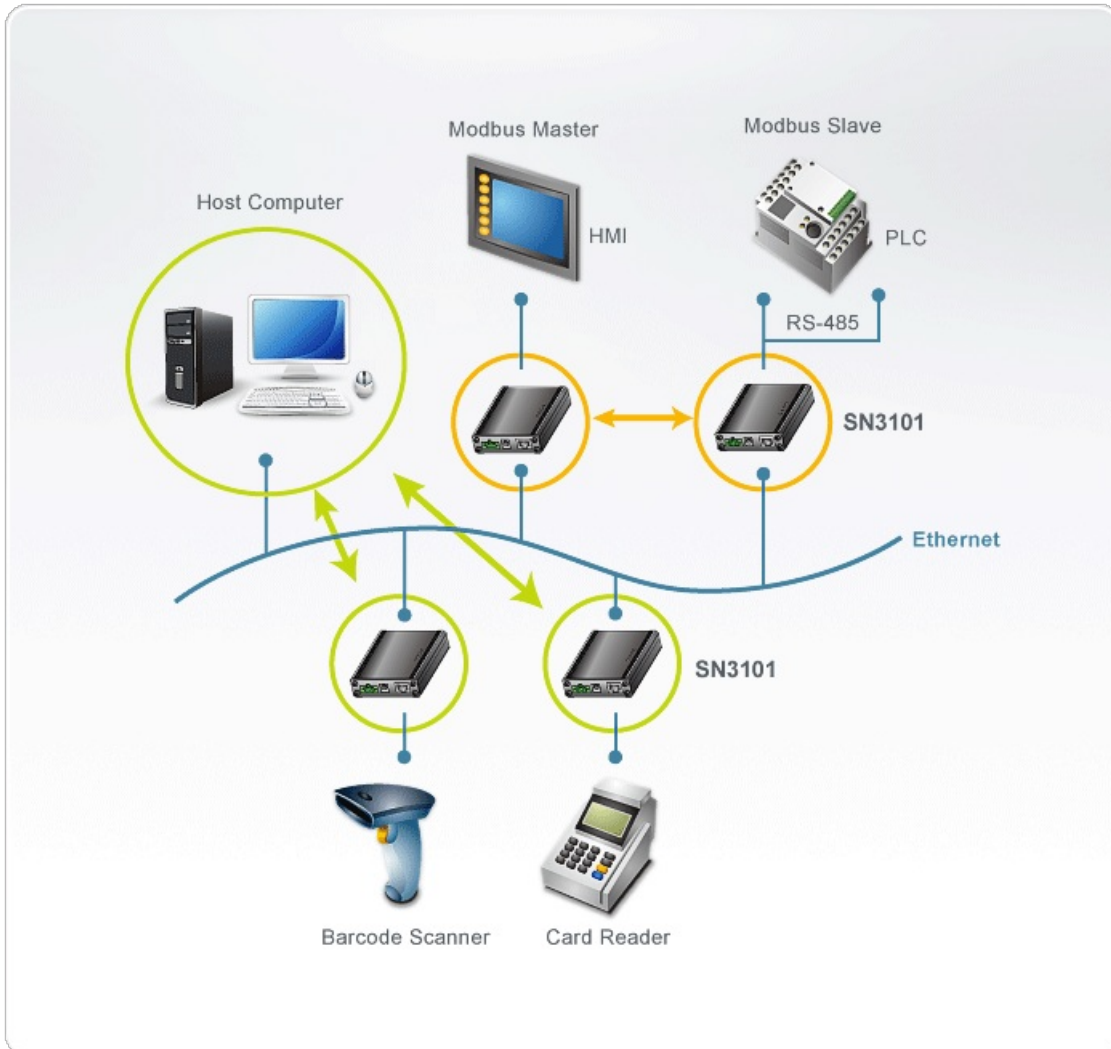 Modbus Master
Modbus Slave
Host Computer
HMI
PLC
RS-485
SN3101
Ethernet
SN3101
Barcode Scanner
Card Reader